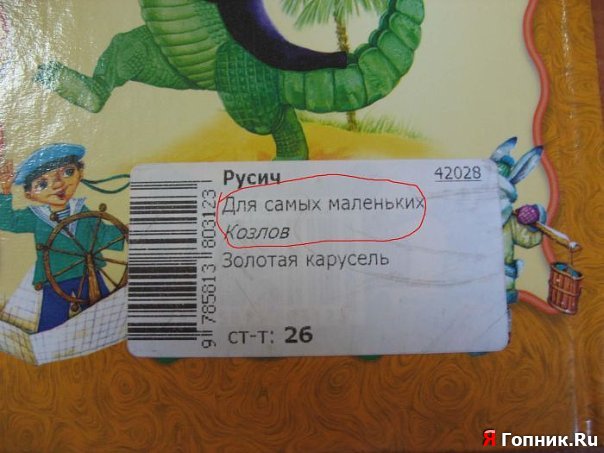 Русич 42028
Для самых маленьких
Козлов
Золотая карусель
ст-т: 26
9 785813 803123
Я Гопник.Ru